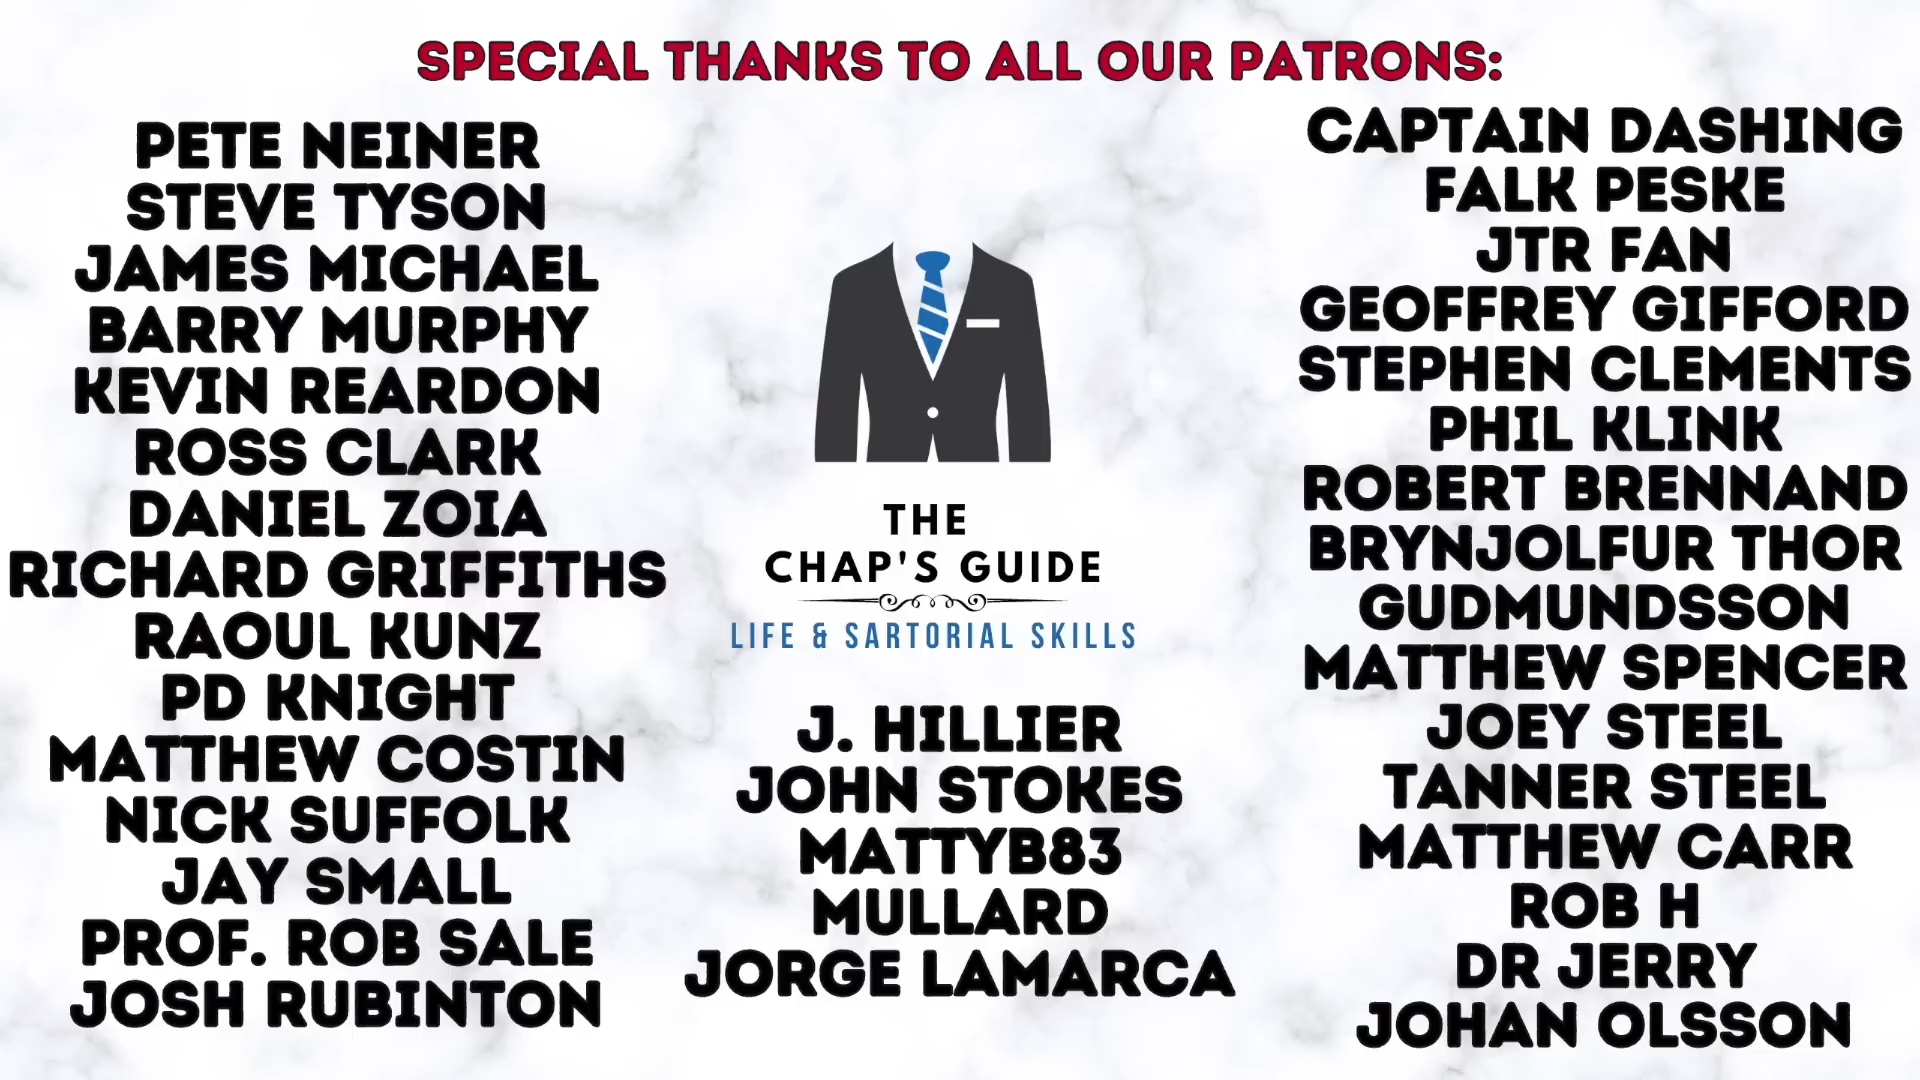 SPECIAL THANKS TO ALL OUR PATRONS:
PETE NEINER
STEVE TYSON
JAMES MICHAEL
BARRY MURPHY
KEVIN REARDON
ROSS CLARK
DANIEL ZOIA
RICHARD GRIFFITHS
RAOUL KUNZ
PD KNIGHT
MATTHEW COSTIN
NICK SUFFOLK
JAY SMALL
PROF. ROB SALE
JOSH RUBINTON
THE
CHAP'S GUIDE
LIFE & SARTORIAL SKILLS
J. HILLIER
JOHN STOKES
MATTYB83
MULLARD
JORGE LAMARCA
CAPTAIN DASHING
FALK PESKE
JTR FAN
GEOFFREY GIFFORD
STEPHEN CLEMENTS
PHIL KLINK
ROBERT BRENNAND
BRYNJOLFUR THOR
GUDMUNDSSON
MATTHEW SPENCER
JOEY STEEL
TANNER STEEL
MATTHEW CARR
ROB H
DR JERRY
JOHAN OLSSON